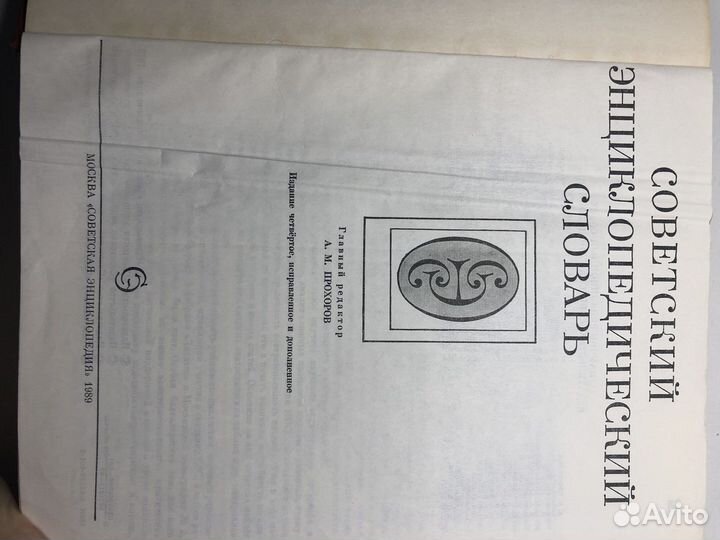 СОВЕТСКИЙ
ЭНЦИКЛОПЕДИЧЕСКИЙ
СЛОВАРЬ
Главный редактор
А. М. ПРОХОРОВ
Издание четвёртое, исправленное и дополненное
МОСКВА «СОВЕТСКАЯ ЭНЦИКЛОПЕДИЯ» 1989
Avito